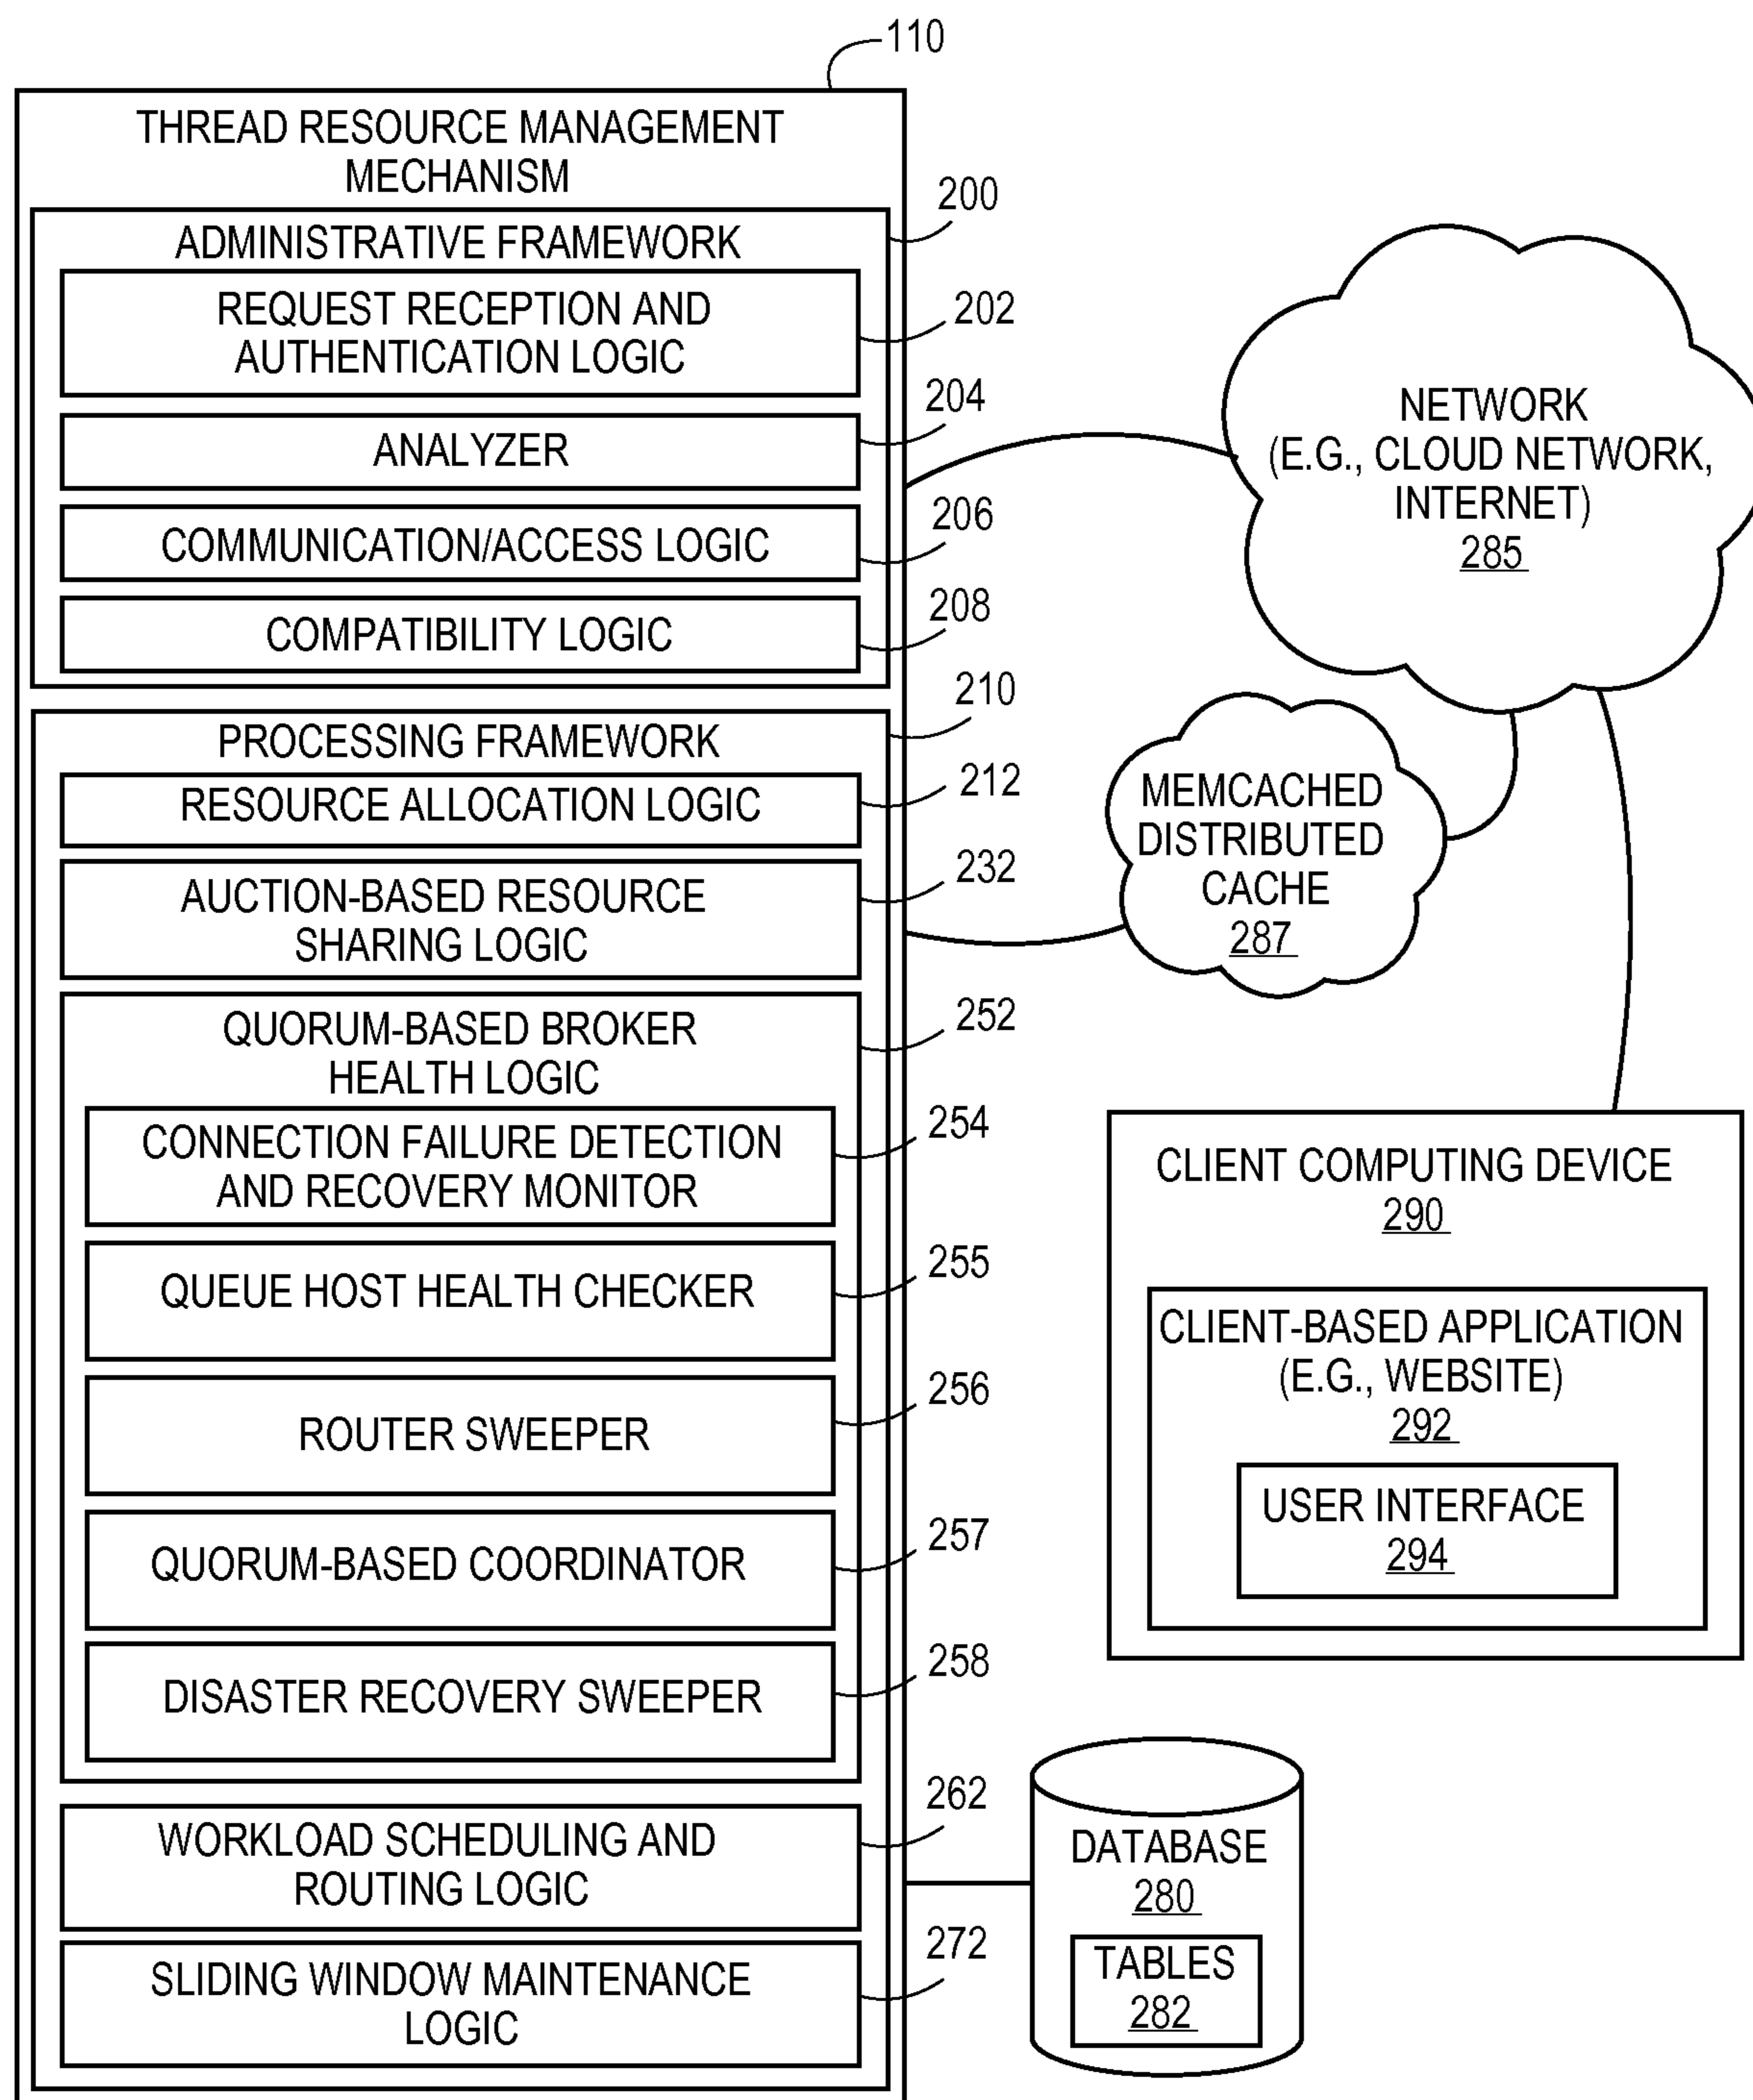 110
THREAD RESOURCE MANAGEMENT
MECHANISM
200
ADMINISTRATIVE FRAMEWORK
REQUEST RECEPTION AND
AUTHENTICATION LOGIC
202
ANALYZER
204
COMMUNICATION/ACCESS LOGIC
206
COMPATIBILITY LOGIC
208
PROCESSING FRAMEWORK
210
RESOURCE ALLOCATION LOGIC
212
AUCTION-BASED RESOURCE
SHARING LOGIC
232
QUORUM-BASED BROKER
HEALTH LOGIC
252
CONNECTION FAILURE DETECTION
AND RECOVERY MONITOR
254
QUEUE HOST HEALTH CHECKER
255
ROUTER SWEEPER
256
QUORUM-BASED COORDINATOR
257
DISASTER RECOVERY SWEEPER
258
WORKLOAD SCHEDULING AND
ROUTING LOGIC
262
SLIDING WINDOW MAINTENANCE
LOGIC
272
NETWORK
(E.G., CLOUD NETWORK,
INTERNET)
285
MEMCACHED
DISTRIBUTED
CACHE
287
CLIENT COMPUTING DEVICE
290
CLIENT-BASED APPLICATION
(E.G., WEBSITE)
292
USER INTERFACE
294
DATABASE
280
TABLES
282